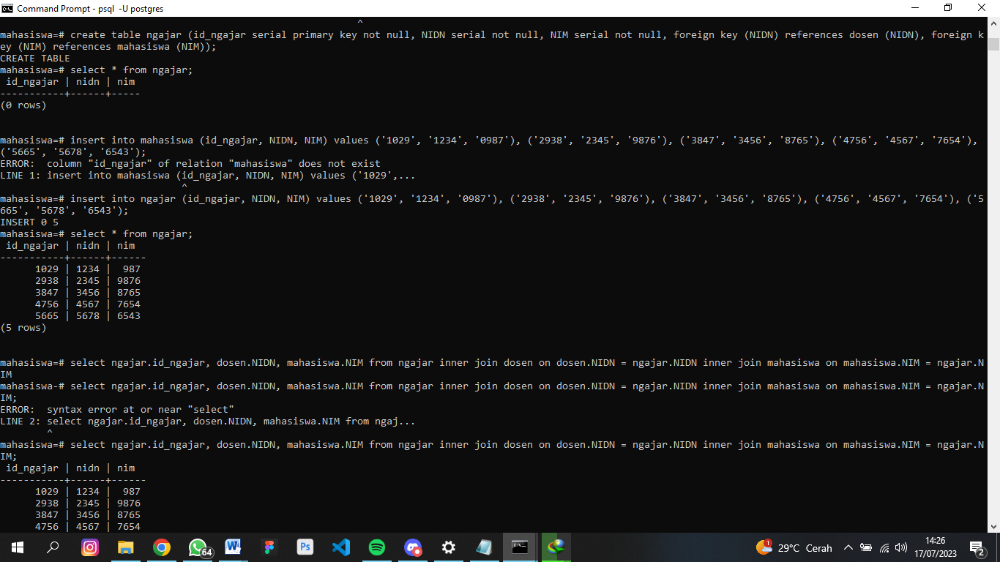 Command Prompt - psql  -U postgres
^
mahasiswa=# create table ngajar (id_ngajar serial primary key not null, NIDN serial not null, NIM serial not null, foreign key (NIDN) references dosen (NIDN), foreign k
ey (NIM) references mahasiswa (NIM));
CREATE TABLE
mahasiswa=# select * from ngajar;
 id_ngajar | nidn | nim
-----------+------+-----
(0 rows)
mahasiswa=# insert into mahasiswa (id_ngajar, NIDN, NIM) values ('1029', '1234', '0987'), ('2938', '2345', '9876'), ('3847', '3456', '8765'), ('4756', '4567', '7654'),
('5665', '5678', '6543');
ERROR:  column "id_ngajar" of relation "mahasiswa" does not exist
LINE 1: insert into mahasiswa (id_ngajar, NIDN, NIM) values ('1029',...
^
mahasiswa=# insert into ngajar (id_ngajar, NIDN, NIM) values ('1029', '1234', '0987'), ('2938', '2345', '9876'), ('3847', '3456', '8765'), ('4756', '4567', '7654'), ('5
665', '5678', '6543');
INSERT 0 5
mahasiswa=# select * from ngajar;
 id_ngajar | nidn | nim
-----------+------+------
      1029 | 1234 |  987
      2938 | 2345 | 9876
      3847 | 3456 | 8765
      4756 | 4567 | 7654
      5665 | 5678 | 6543
(5 rows)
mahasiswa=# select ngajar.id_ngajar, dosen.NIDN, mahasiswa.NIM from ngajar inner join dosen on dosen.NIDN = ngajar.NIDN inner join mahasiswa on mahasiswa.NIM = ngajar.N
IM
mahasiswa-# select ngajar.id_ngajar, dosen.NIDN, mahasiswa.NIM from ngajar inner join dosen on dosen.NIDN = ngajar.NIDN inner join mahasiswa on mahasiswa.NIM = ngajar.N
IM;
ERROR:  syntax error at or near "select"
LINE 2: select ngajar.id_ngajar, dosen.NIDN, mahasiswa.NIM from ngaj...
^
mahasiswa=# select ngajar.id_ngajar, dosen.NIDN, mahasiswa.NIM from ngajar inner join dosen on dosen.NIDN = ngajar.NIDN inner join mahasiswa on mahasiswa.NIM = ngajar.N
IM;
 id_ngajar | nidn | nim
-----------+------+------
      1029 | 1234 |  987
      2938 | 2345 | 9876
      3847 | 3456 | 8765
      4756 | 4567 | 7654
64
Ps
1
29°C Cerah
14:26
17/07/2023
2